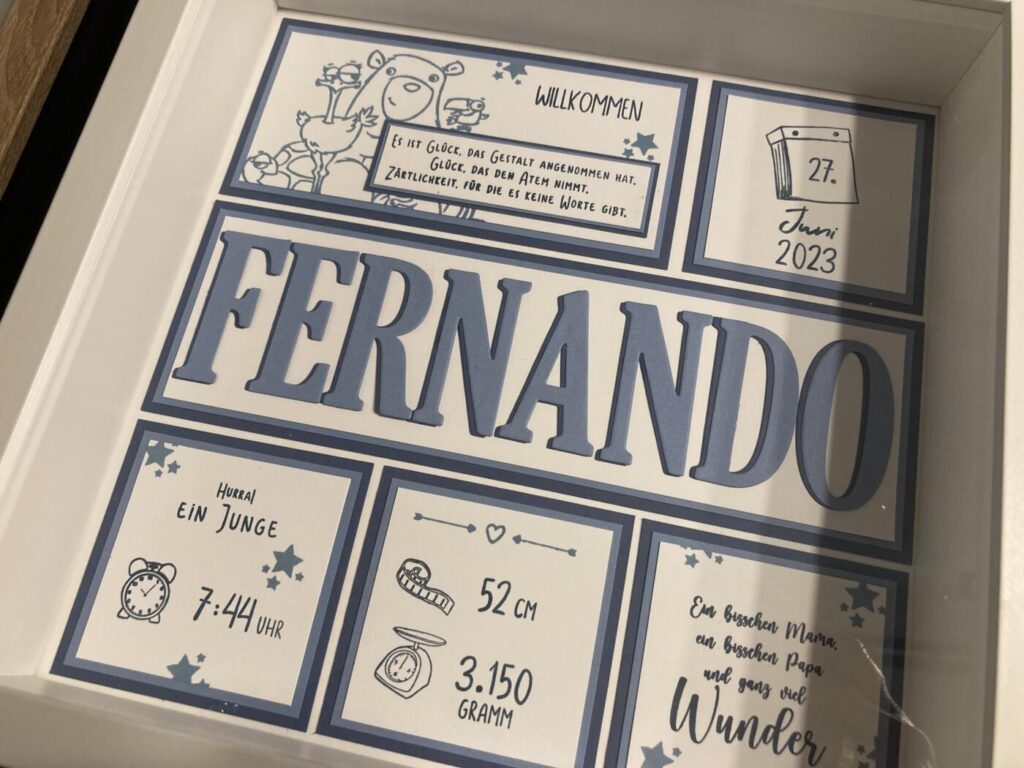 WILLKOMMEN
Es ist Glück, das Gestalt angenommen hat.
Glück, das den Atem nimmt.
Zärtlichkeit, für die es keine Worte gibt.
27.
Juni
2023
FERNANDO
Hurra!
EIN JUNGE
7:44 UHR
52 CM
3.150
GRAMM
Ein bisschen Mama,
ein bisschen Papa
und ganz viel
Wunder